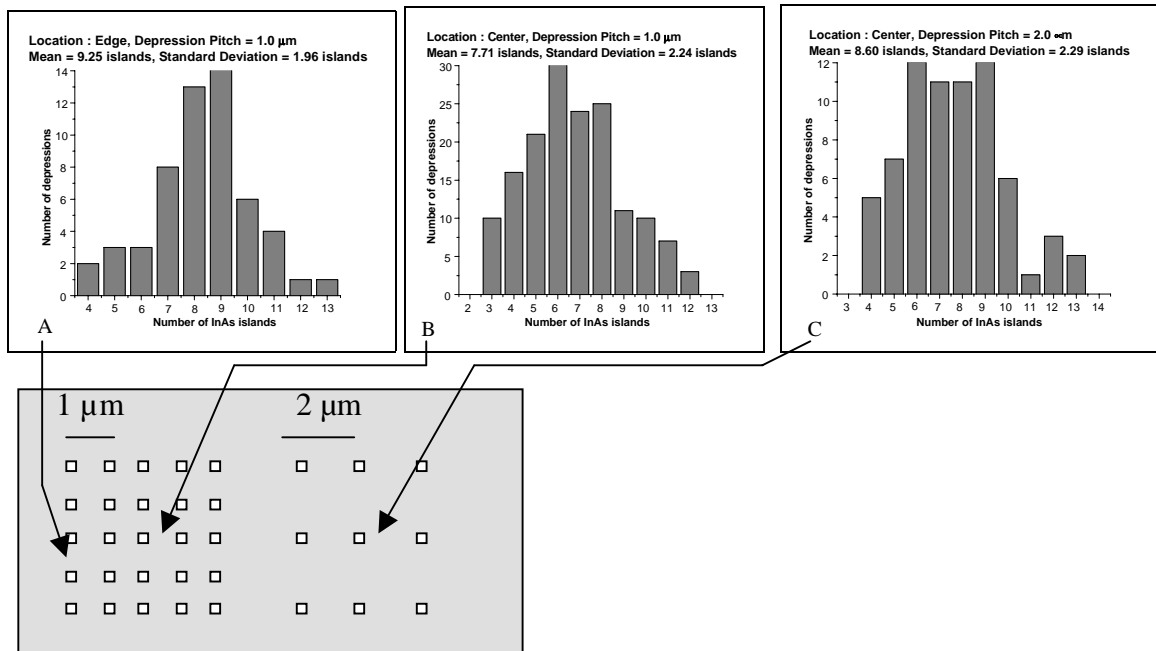 Location : Edge, Depression Pitch = 1.0 μm
Mean = 9.25 islands, Standard Deviation = 1.96 islands
14
12
10
8
6
4
2
0
Number of depressions
4 5 6 7 8 9 10 11 12 13
Number of InAs islands
A
Location : Center, Depression Pitch = 1.0 μm
Mean = 7.71 islands, Standard Deviation = 2.24 islands
30
25
20
15
10
5
0
Number of depressions
2 3 4 5 6 7 8 9 10 11 12 13
Number of InAs islands
B
Location : Center, Depression Pitch = 2.0 ∝m
Mean = 8.60 islands, Standard Deviation = 2.29 islands
12
10
8
6
4
2
0
Number of depressions
3 4 5 6 7 8 9 10 11 12 13 14
Number of InAs islands
C
1 μm
2 μm